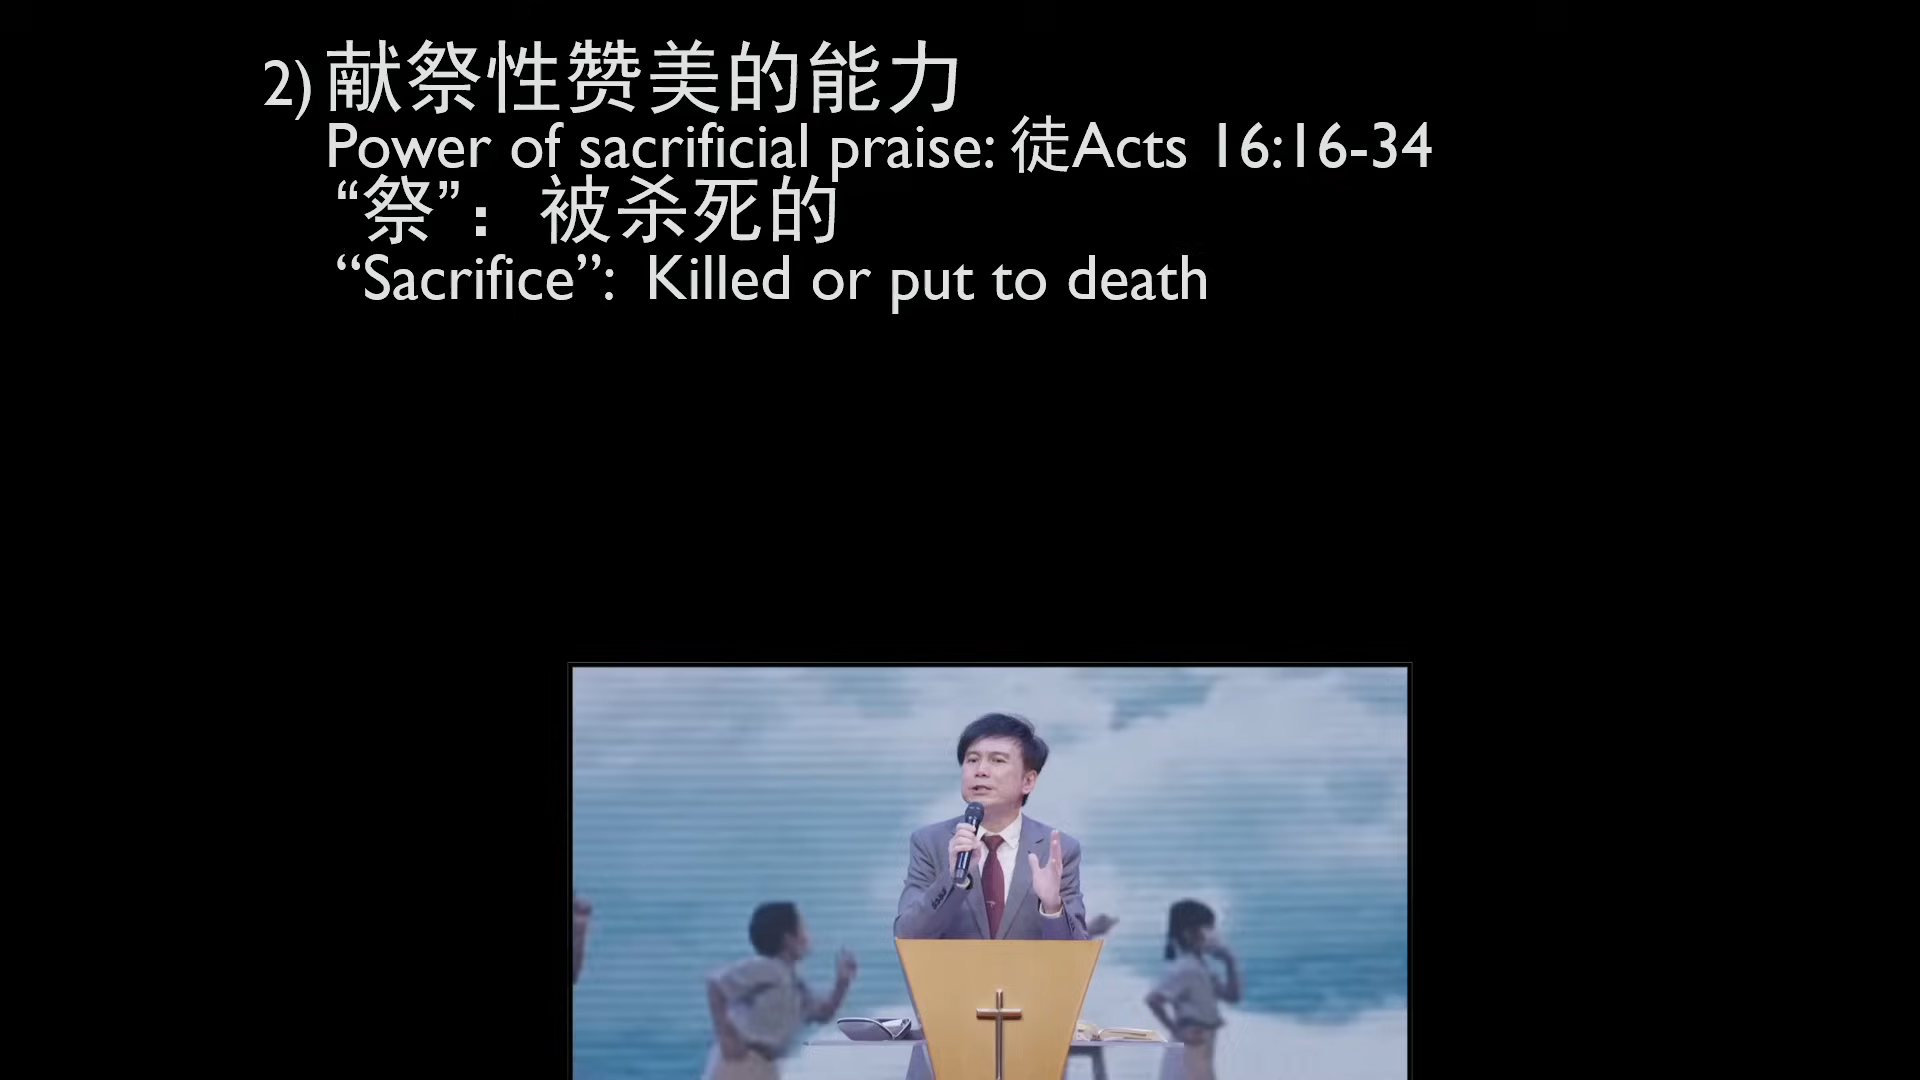 2) 献祭性赞美的能力
Power of sacrificial praise: 徒Acts 16:16-34
“祭”： 被杀死的
“Sacrifice”: Killed or put to death